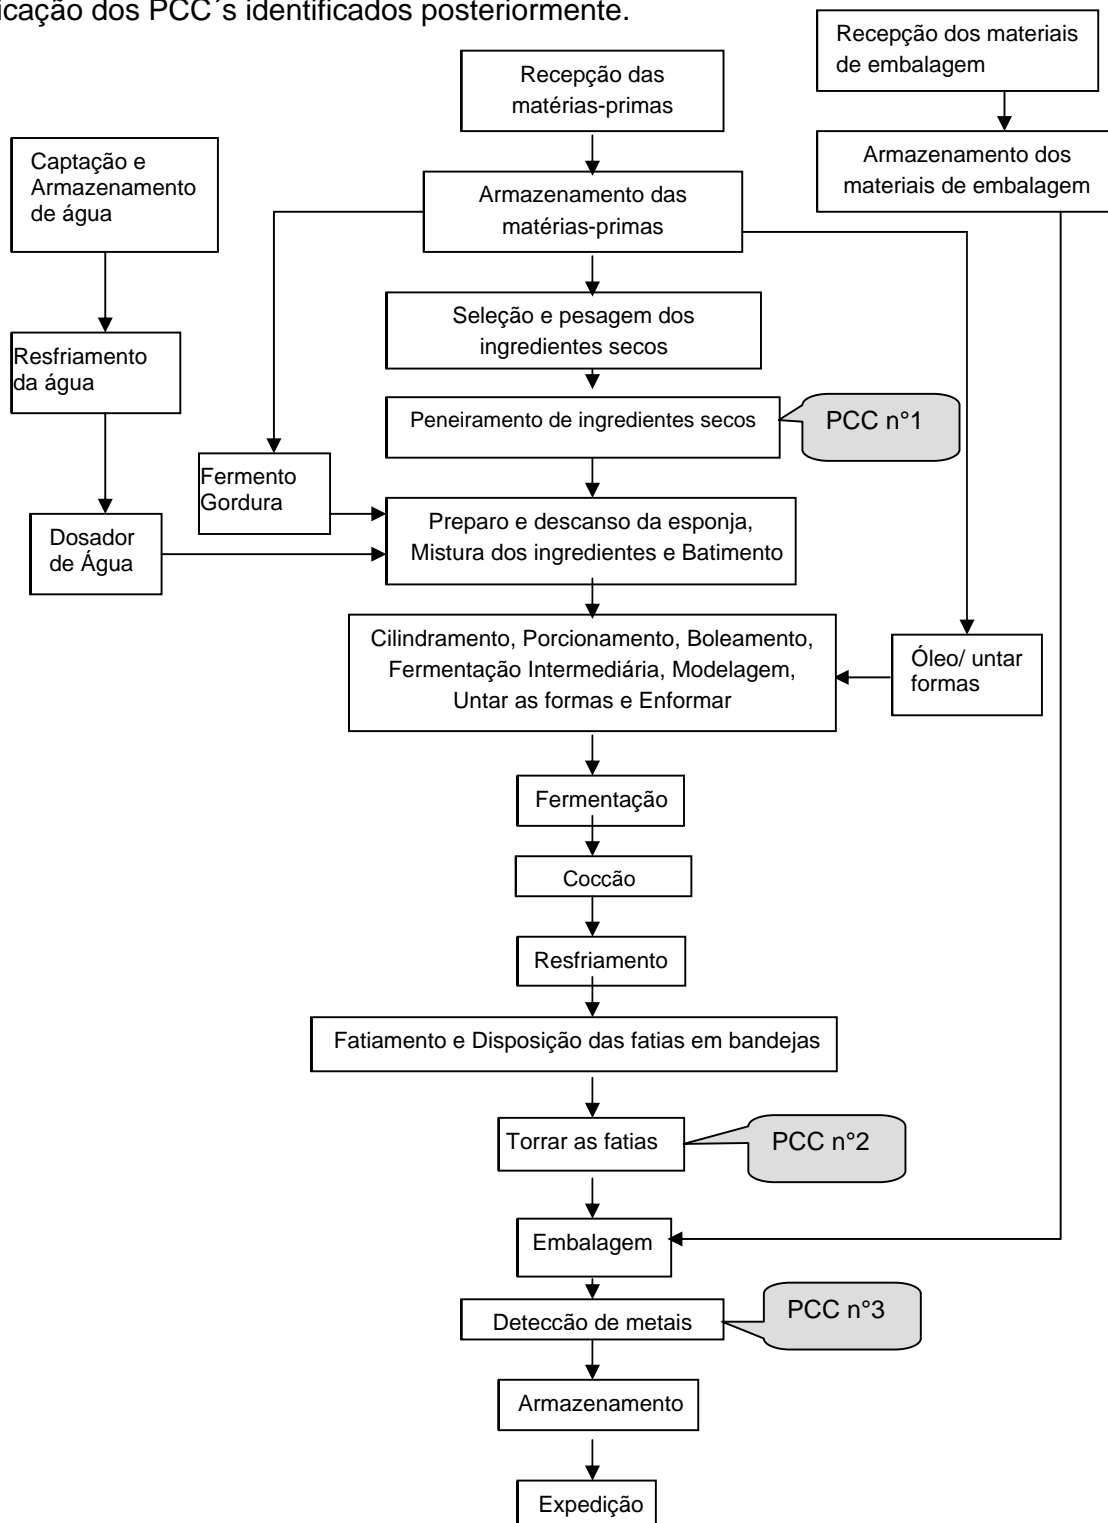 icação dos PCC´s identificados posteriormente.
Recepção dos materiais
de embalagem
Recepção das
matérias-primas
Captação e
Armazenamento
de água
Armazenamento dos
materiais de embalagem
Armazenamento das
matérias-primas
Seleção e pesagem dos
ingredientes secos
Resfriamento
da água
Peneiramento de ingredientes secos
PCC n°1
Fermento
Gordura
Dosador
de Água
Preparo e descanso da esponja,
Mistura dos ingredientes e Batimento
Cilindramento, Porcionamento, Boleamento,
Fermentação Intermediária, Modelagem,
Untar as formas e Enformar
Óleo/ untar
formas
Fermentação
Coccão
Resfriamento
Fatiamento e Disposição das fatias em bandejas
Torrar as fatias
PCC n°2
Embalagem
Deteccão de metais
PCC n°3
Armazenamento
Expedição